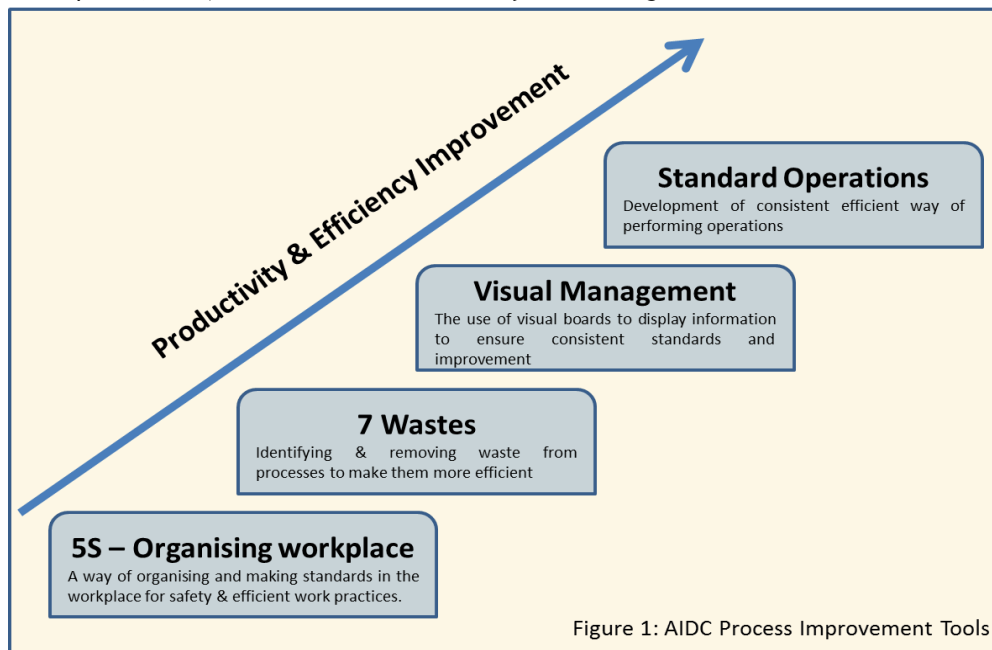 Productivity & Efficiency Improvement
Standard Operations
Development of consistent efficient way of
performing operations
Visual Management
The use of visual boards to display information
to ensure consistent standards and
improvement
7 Wastes
Identifying & removing waste from
processes to make them more efficient
5S – Organising workplace
A way of organising and making standards in the
workplace for safety & efficient work practices.
Figure 1: AIDC Process Improvement Tools